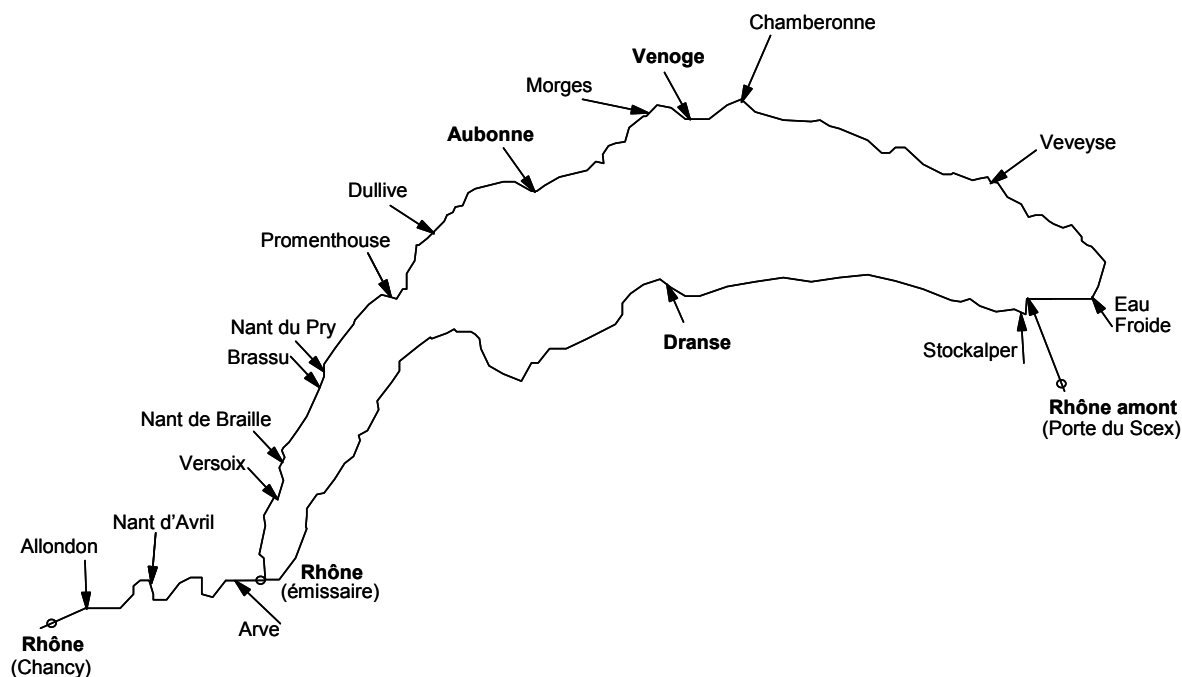 Chamberonne
Venoge
Morges
Aubonne
Veveyse
Dullive
Promenthouse
Eau
Froide
Nant du Pry
Brassu
Dranse
Stockalper
Rhône amont
(Porte du Scex)
Nant de Braille
Versoix
Nant d’Avril
Allondon
Rhône
(émissaire)
Arve
Rhône
(Chancy)